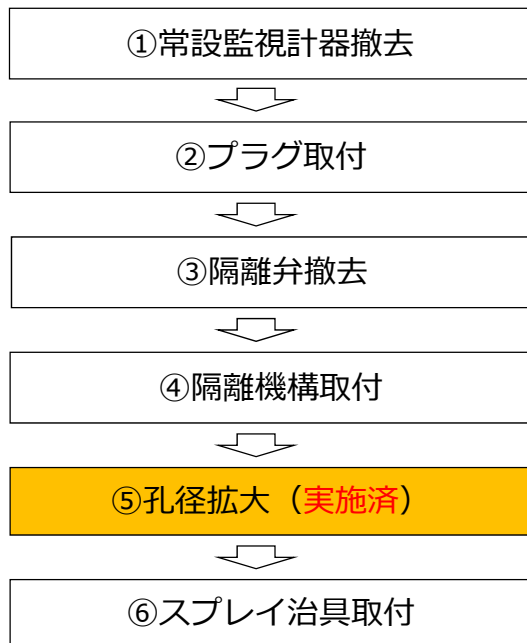 ①常設監視計器撤去
②プラグ取付
③隔離弁撤去
④隔離機構取付
⑤孔径拡大（実施済）
⑥スプレイ治具取付